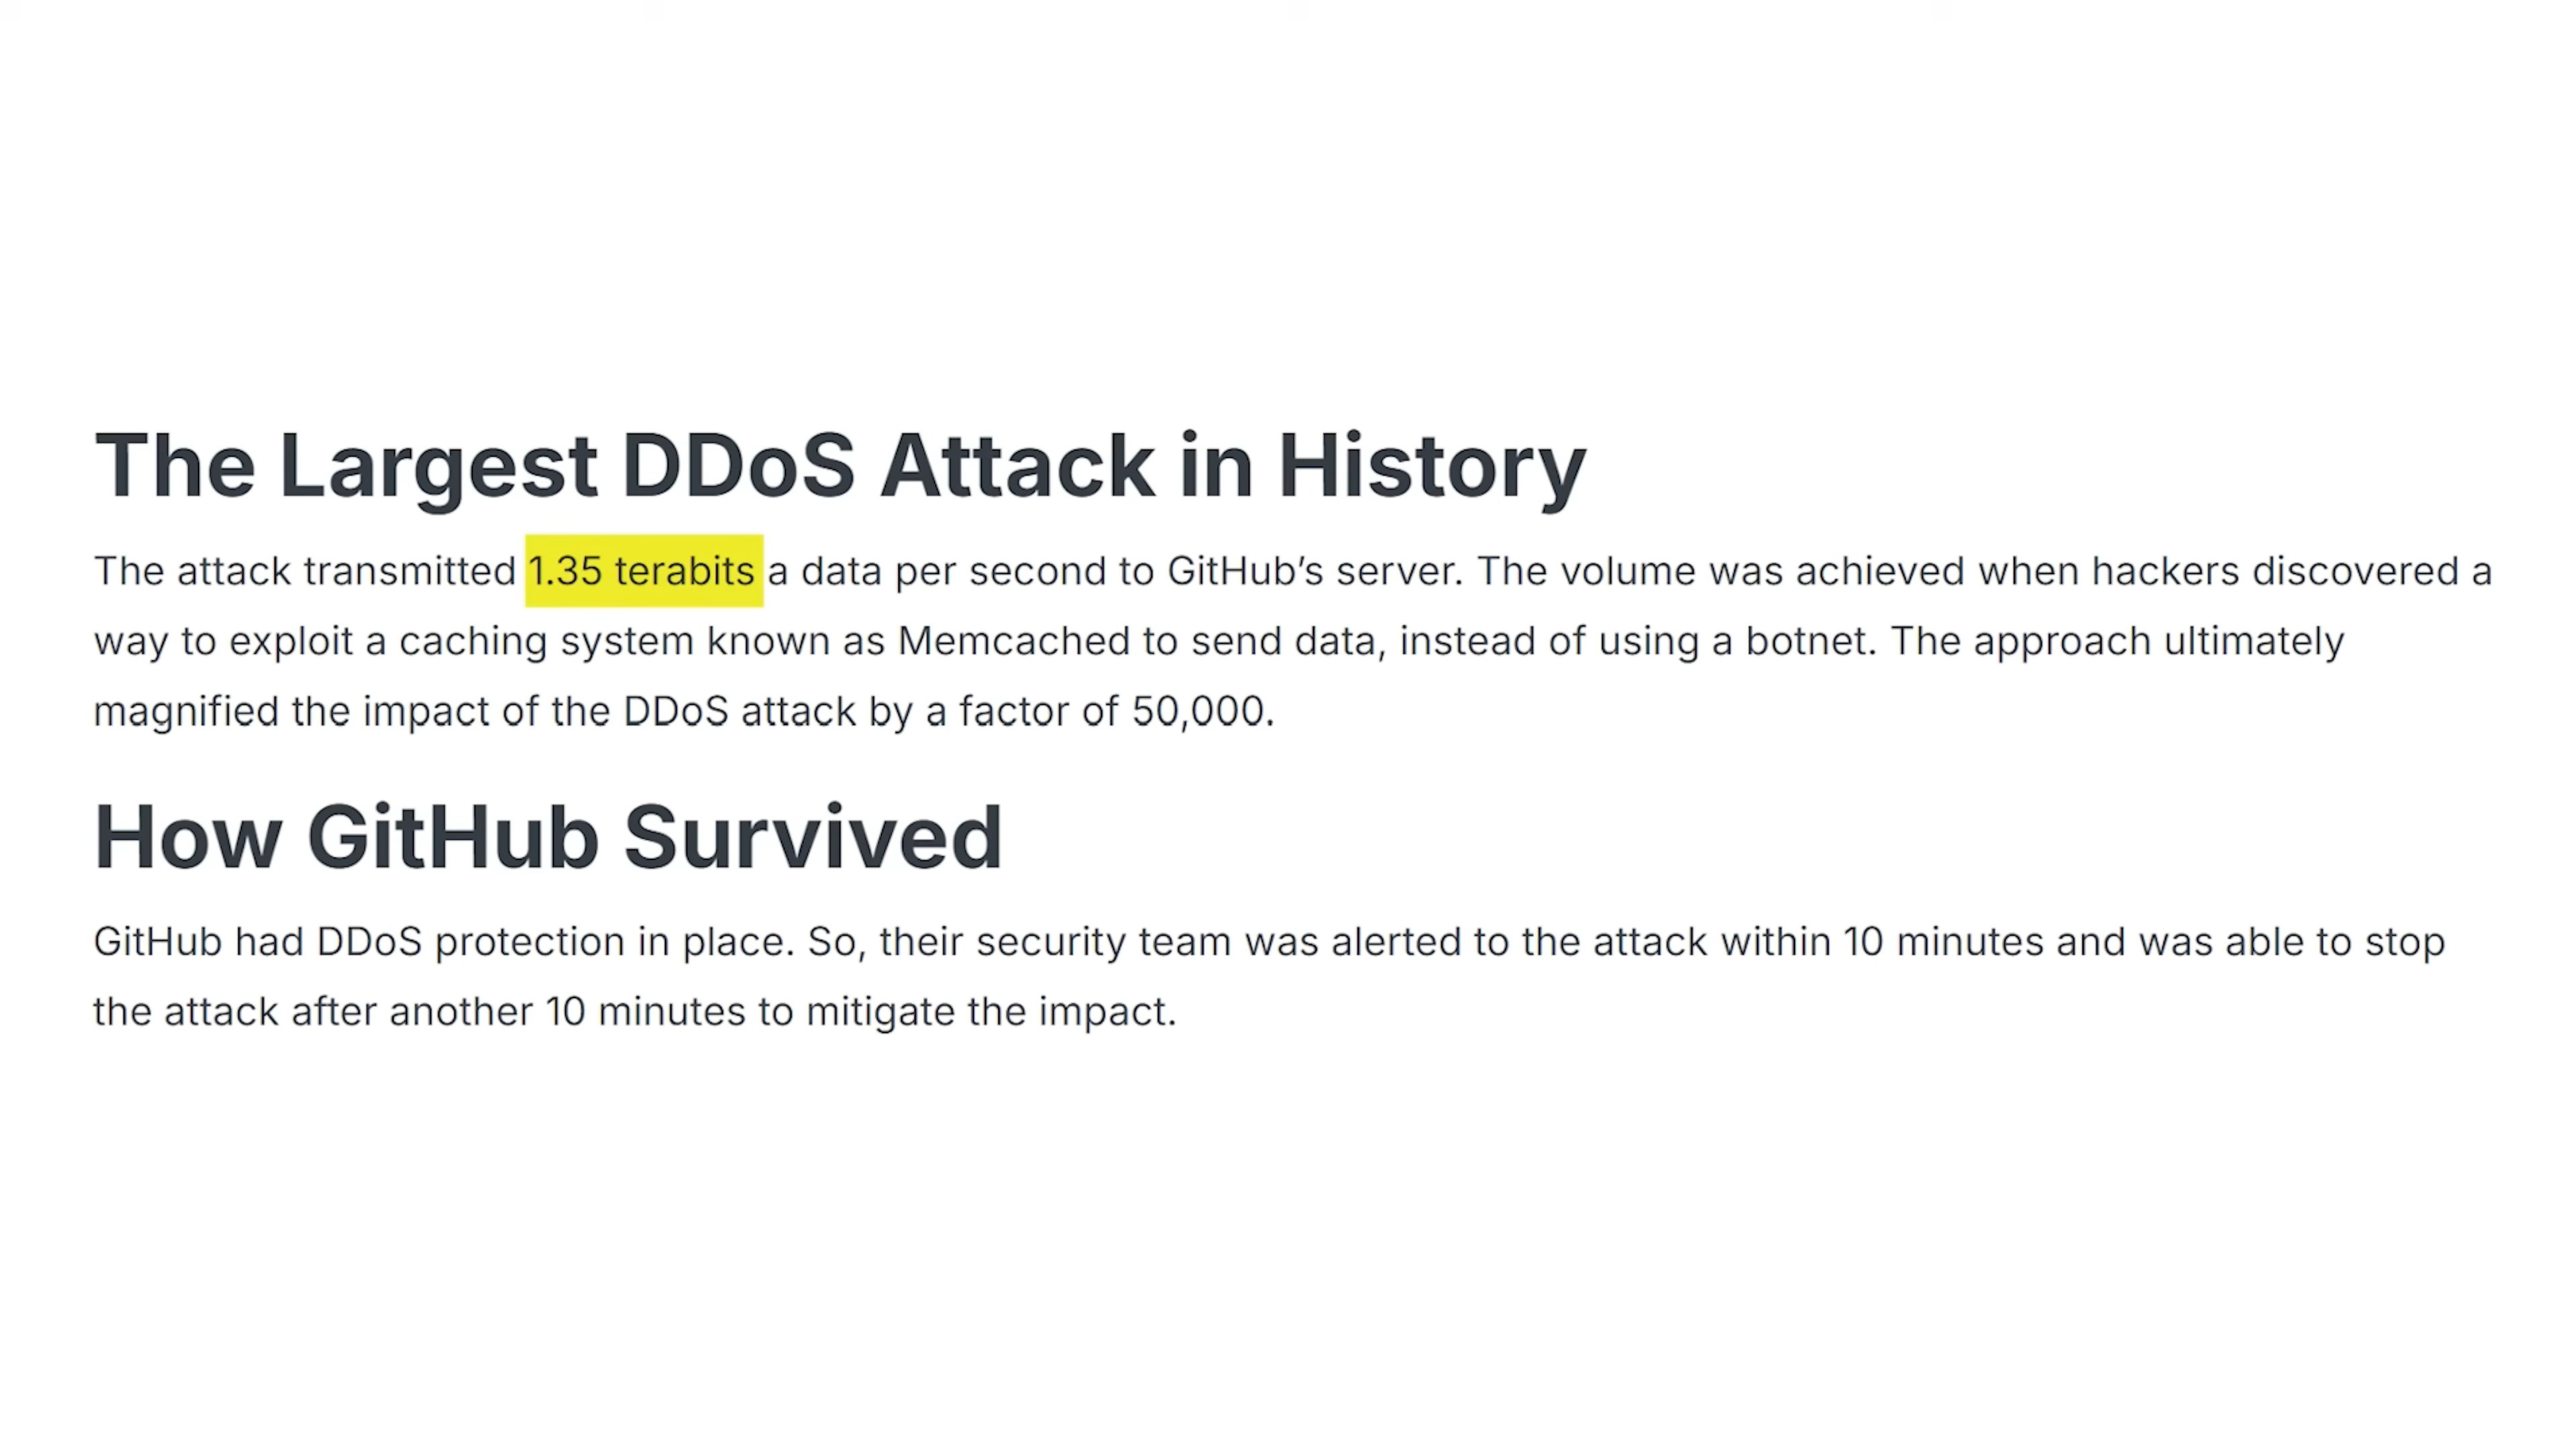 The Largest DDoS Attack in History
The attack transmitted 1.35 terabits a data per second to GitHub’s server. The volume was achieved when hackers discovered a
way to exploit a caching system known as Memcached to send data, instead of using a botnet. The approach ultimately
magnified the impact of the DDoS attack by a factor of 50,000.
How GitHub Survived
GitHub had DDoS protection in place. So, their security team was alerted to the attack within 10 minutes and was able to stop
the attack after another 10 minutes to mitigate the impact.